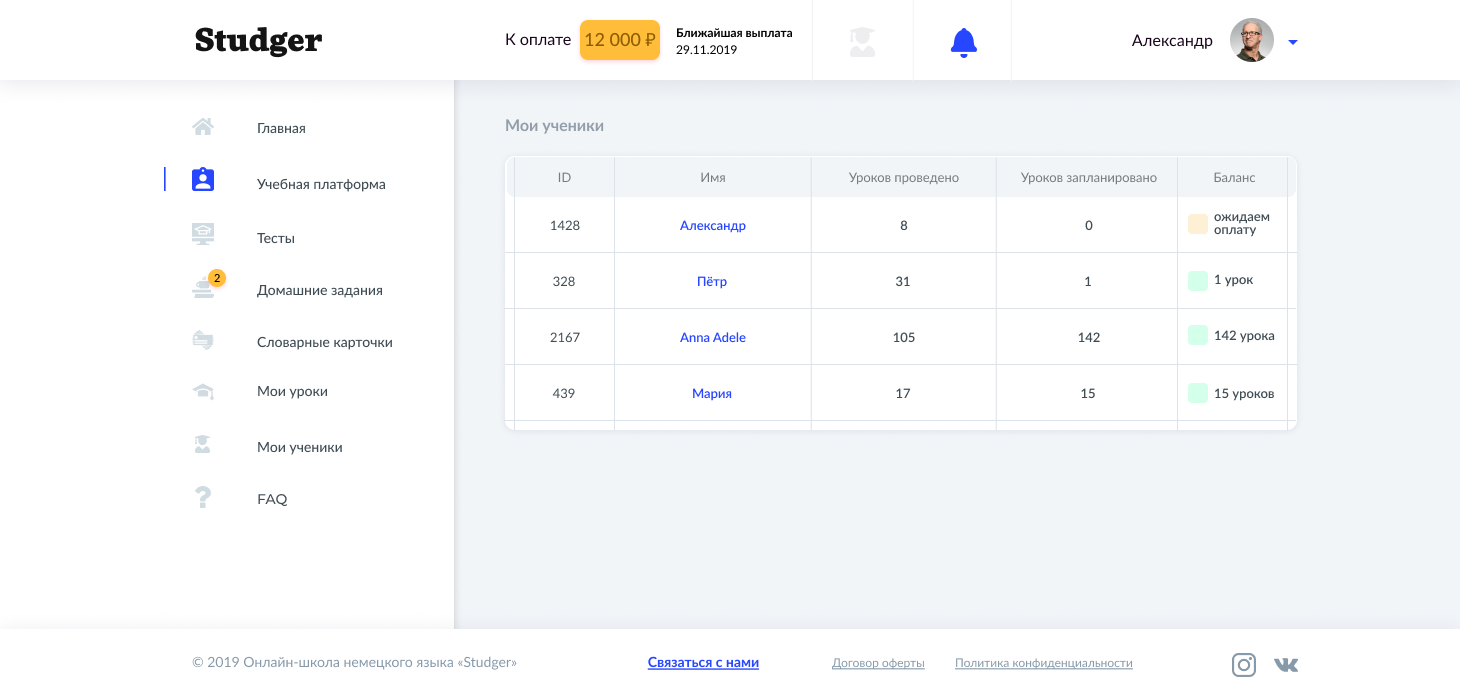 Studger
К оплате 12 000 ₽
Ближайшая выплата
29.11.2019
Александр
Главная
Учебная платформа
Тесты
2
Домашние задания
Словарные карточки
Мои уроки
Мои ученики
FAQ
Мои ученики
ID Имя Уроков проведено Уроков запланировано Баланс
1428 Александр 8 0 ожидаем
оплату
328 Пётр 31 1 1 урок
2167 Anna Adele 105 142 142 урока
439 Мария 17 15 15 уроков
© 2019 Онлайн-школа немецкого языка «Studger»
Связаться с нами
Договор оферты
Политика конфиденциальности